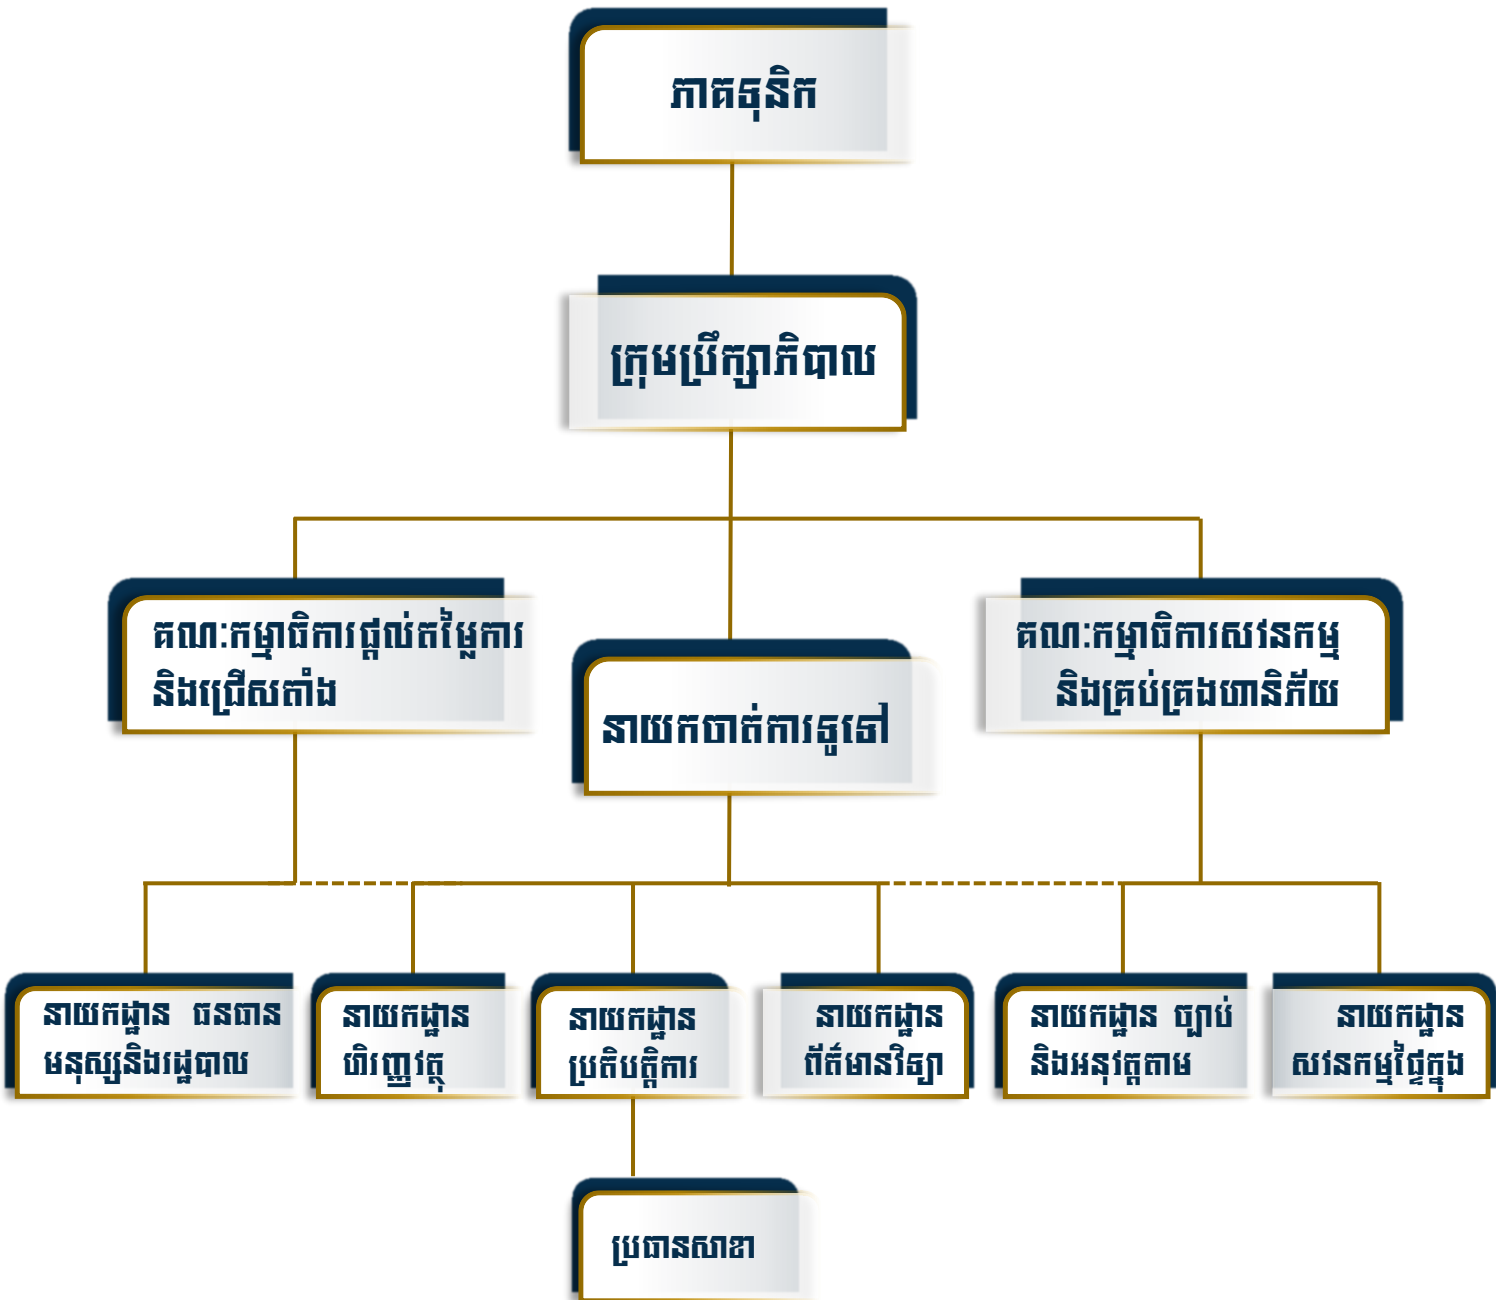 ភាគទុនិក
ក្រុមប្រឹក្សាភិបាល
គណៈកម្មាធិការផ្តល់តម្លៃការ
និងជ្រើសតាំង
នាយកចាត់ការទូទៅ
គណៈកម្មាធិការសវនកម្ម
និងគ្រប់គ្រងហានិភ័យ
នាយកដ្ឋាន ធនធាន
មនុស្សនិងរដ្ឋបាល
នាយកដ្ឋាន
ហិរញ្ញវត្ថុ
នាយកដ្ឋាន
ប្រតិបត្តិការ
នាយកដ្ឋាន
ព័ត៌មានវិទ្យា
នាយកដ្ឋាន ច្បាប់
និងអនុវត្តតាម
នាយកដ្ឋាន
សវនកម្មផ្ទៃក្នុង
ប្រធានសាខា